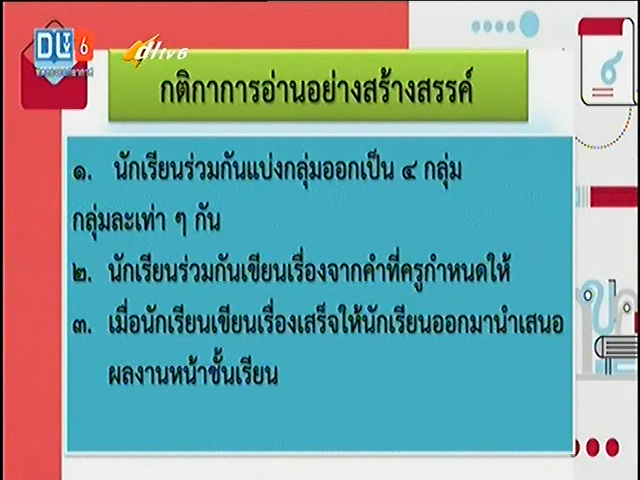 DLTV 6
dltv 6
กติกาการอ่านอย่างสร้างสรรค์
๑. นักเรียนร่วมกันแบ่งกลุ่มออกเป็น ๔ กลุ่ม
กลุ่มละเท่า ๆ กัน
๒. นักเรียนร่วมกันเขียนเรื่องจากคำที่ครูกำหนดให้
๓. เมื่อนักเรียนเขียนเรื่องเสร็จให้นักเรียนออกมานำเสนอ
ผลงานหน้าชั้นเรียน